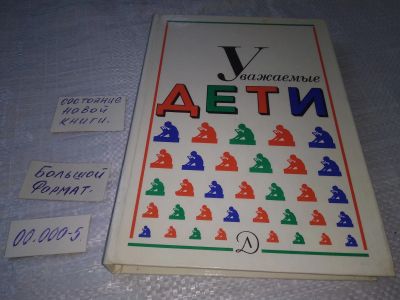 Уважаемые
ДЕТИ
Д
состояние
новой
книги.
Большой
Формат.
00.000-5.